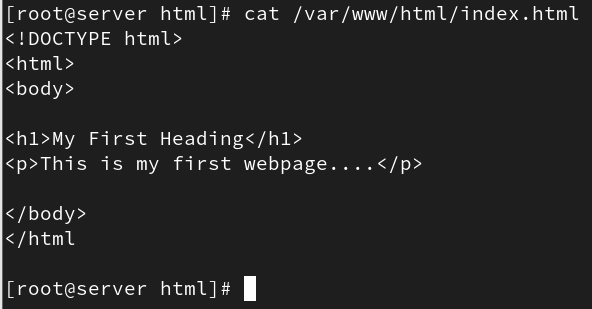 [root@server html]# cat /var/www/html/index.html
<!DOCTYPE html>
<html>
<body>

<h1>My First Heading</h1>
<p>This is my first webpage....</p>

</body>
</html

[root@server html]#